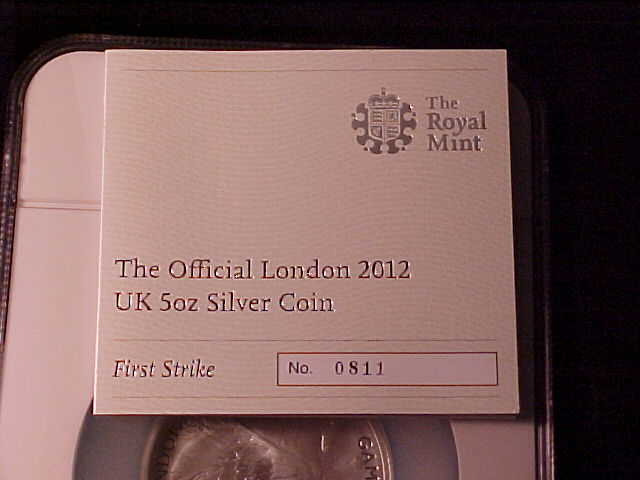 The
Royal
Mint
The Official London 2012
UK 5oz Silver Coin
First Strike
No. 0811